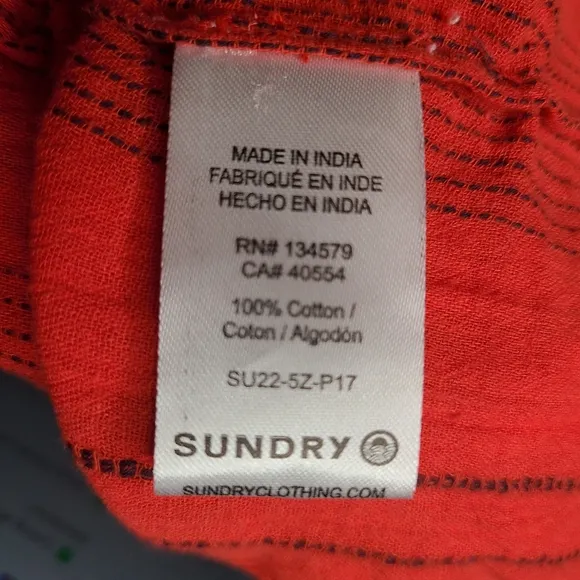 MADE IN INDIA
FABRIQUÉ EN INDE
HECHO EN INDIA
RN# 134579
CA# 40554
100% Cotton /
Coton / Algodón
SU22-5Z-P17
SUNDRY
SUNDRYCLOTHING.COM